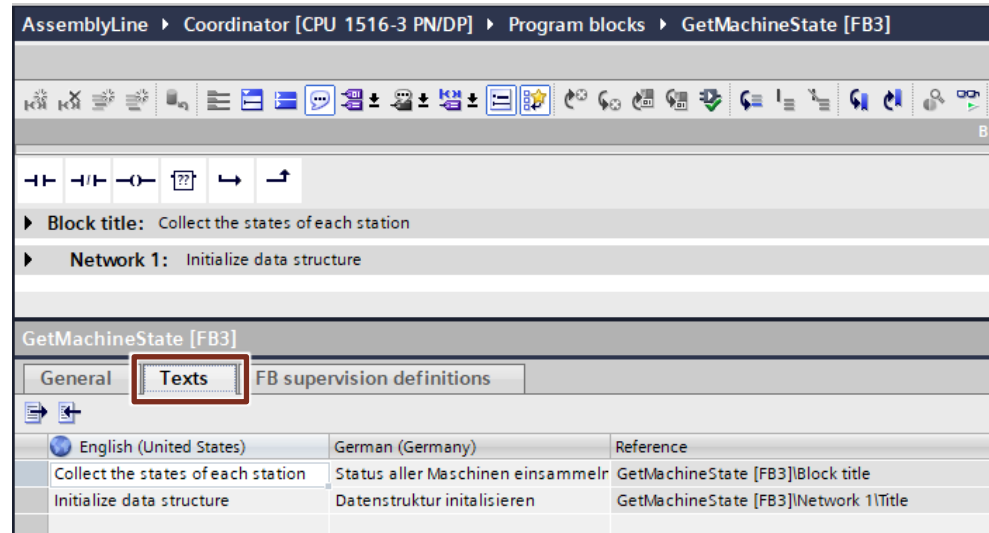 AssemblyLine ▸ Coordinator [CPU 1516-3 PN/DP] ▸ Program blocks ▸ GetMachineState [FB3]
B
??
Block title: Collect the states of each station
Network 1: Initialize data structure
GetMachineState [FB3]
General Texts FB supervision definitions
English (United States) German (Germany) Reference
Collect the states of each station Status aller Maschinen einsammeln GetMachineState [FB3]\Block title
Initialize data structure Datenstruktur initalisieren GetMachineState [FB3]\Network 1\Title